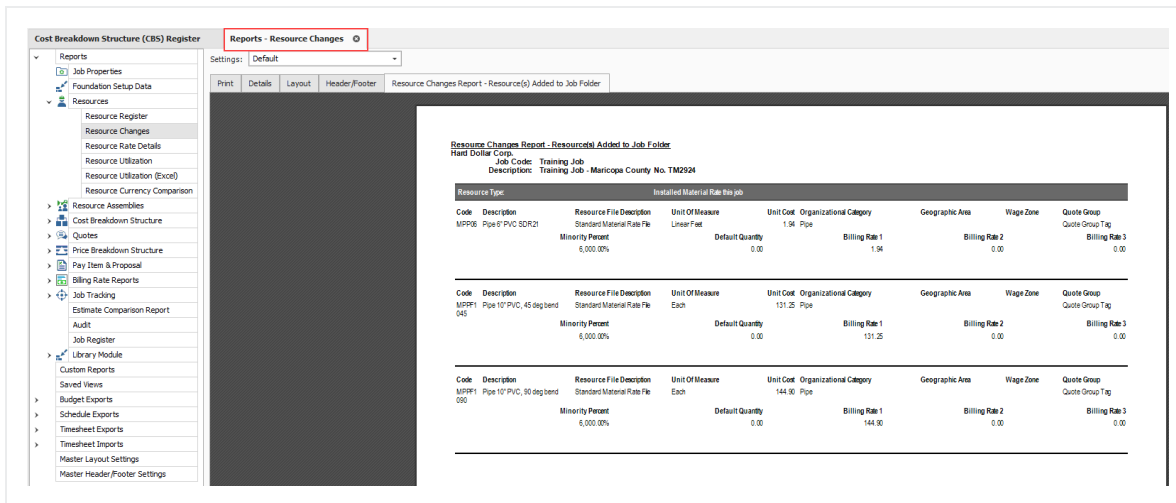 Cost Breakdown Structure (CBS) Register
Reports - Resource Changes
Reports
Job Properties
Foundation Setup Data
Resources
Resource Register
Resource Changes
Resource Rate Details
Resource Utilization
Resource Utilization (Excel)
Resource Currency Comparison
Resource Assemblies
Cost Breakdown Structure
Quotes
Price Breakdown Structure
Pay Item & Proposal
Billing Rate Reports
Job Tracking
Estimate Comparison Report
Audit
Job Register
Library Module
Custom Reports
Saved Views
Budget Exports
Schedule Exports
Timesheet Exports
Timesheet Imports
Master Layout Settings
Master Header/Footer Settings
Settings: Default
Print Details Layout Header/Footer Resource Changes Report - Resource(s) Added to Job Folder
Resource Changes Report - Resource(s) Added to Job Folder
Hard Dollar Corp.
Job Code: Training Job
Description: Training Job - Maricopa County No. TM2924
Resource Type: Installed Material Rate this job
Code Description Resource File Description Unit Of Measure Unit Cost Organizational Category Geographic Area Wage Zone Quote Group
MPP06 Pipe 6" PVC SDR21 Standard Material Rate File Linear Feet 1.94 Pipe Quote Group Tag
Minority Percent Default Quantity Billing Rate 1 Billing Rate 2 Billing Rate 3
6,000.00% 0.00 1.94 0.00 0.00
Code Description Resource File Description Unit Of Measure Unit Cost Organizational Category Geographic Area Wage Zone Quote Group
MPPF1 Pipe 10" PVC, 45 deg bend Standard Material Rate File Each 131.25 Pipe Quote Group Tag
045
Minority Percent Default Quantity Billing Rate 1 Billing Rate 2 Billing Rate 3
6,000.00% 0.00 131.25 0.00 0.00
Code Description Resource File Description Unit Of Measure Unit Cost Organizational Category Geographic Area Wage Zone Quote Group
MPPF1 Pipe 10" PVC, 90 deg bend Standard Material Rate File Each 144.90 Pipe Quote Group Tag
090
Minority Percent Default Quantity Billing Rate 1 Billing Rate 2 Billing Rate 3
6,000.00% 0.00 144.90 0.00 0.00